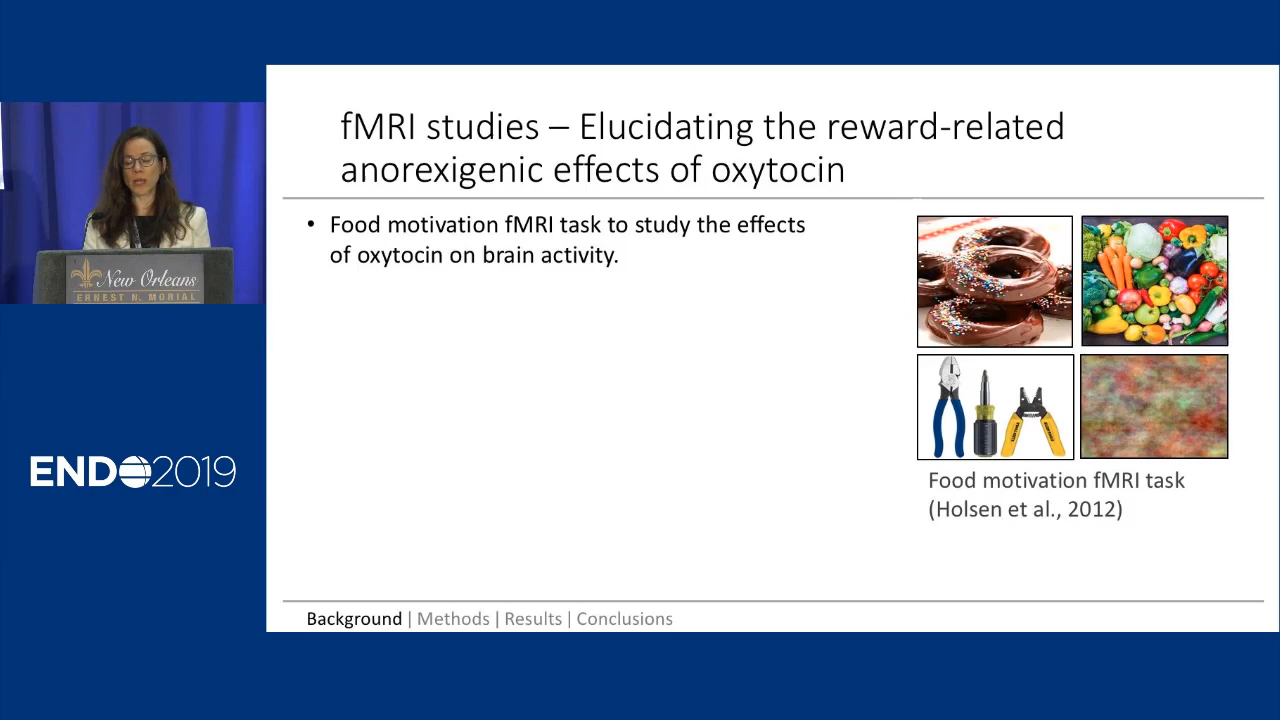 fMRI studies – Elucidating the reward-related
anorexigenic effects of oxytocin
• Food motivation fMRI task to study the effects
of oxytocin on brain activity.
Food motivation fMRI task
(Holsen et al., 2012)
Background | Methods | Results | Conclusions
New Orleans
ERNEST N. MORIAL
ENDO2019